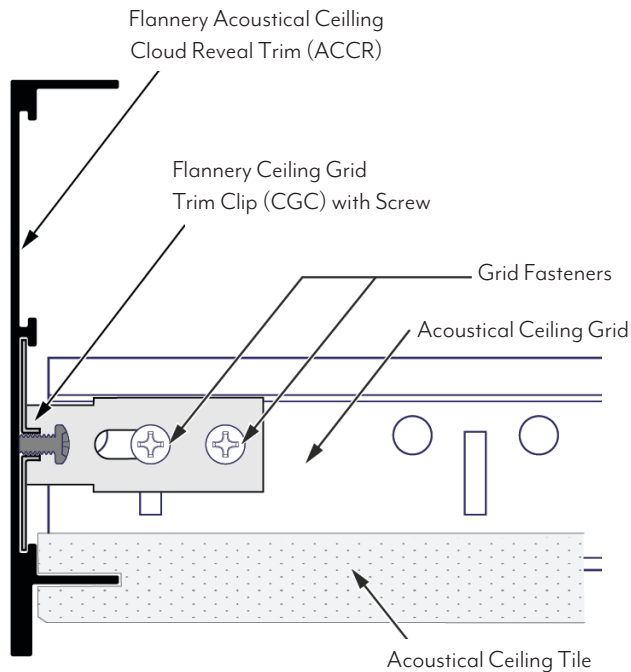 Flannery Acoustical Ceilling
Cloud Reveal Trim (ACCR)
Flannery Ceiling Grid
Trim Clip (CGC) with Screw
Grid Fasteners
Acoustical Ceiling Grid
Acoustical Ceiling Tile